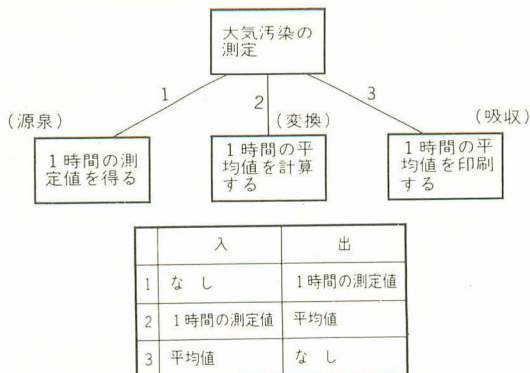 大気汚染の
測定
1
2
3
(源泉)
(変換)
(吸収)
1時間の測
定値を得る
1時間の平
均値を計算
する
1時間の平
均値を印刷
する
入 出
1 なし 1時間の測定値
2 1時間の測定値 平均値
3 平均値 なし